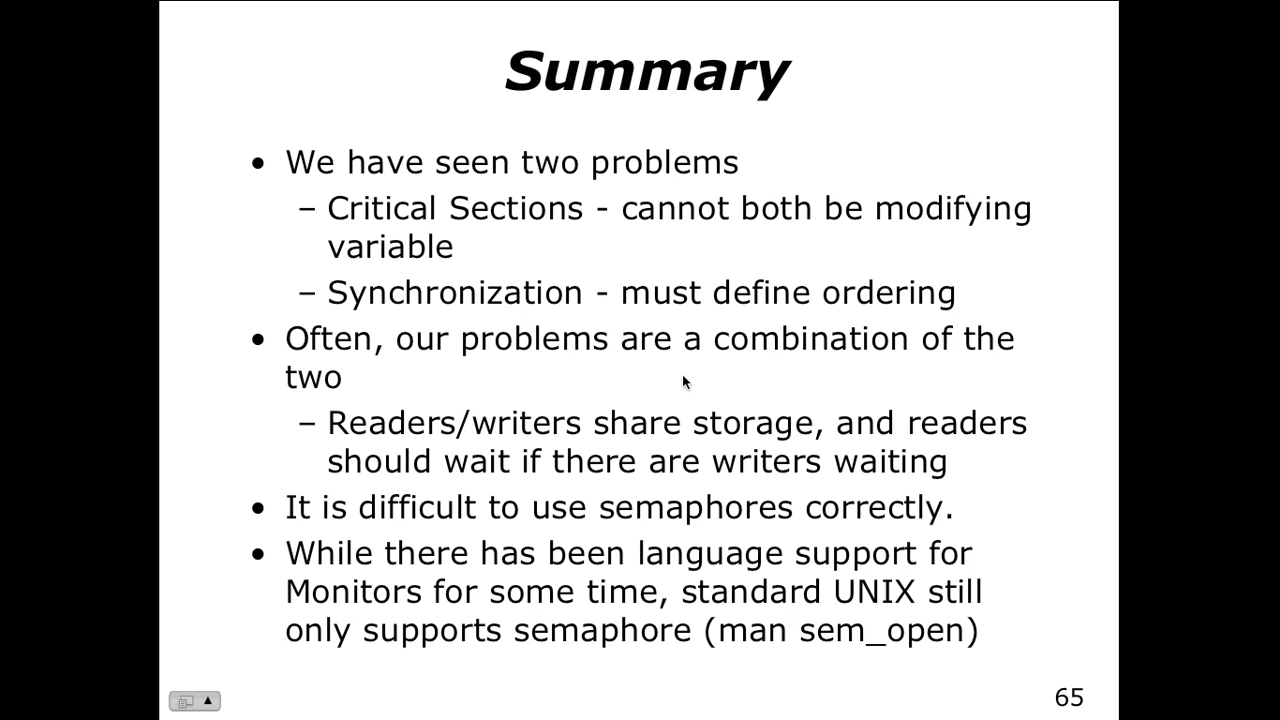 Summary
• We have seen two problems
– Critical Sections - cannot both be modifying
variable
– Synchronization - must define ordering
• Often, our problems are a combination of the
two
– Readers/writers share storage, and readers
should wait if there are writers waiting
• It is difficult to use semaphores correctly.
• While there has been language support for
Monitors for some time, standard UNIX still
only supports semaphore (man sem_open)
65